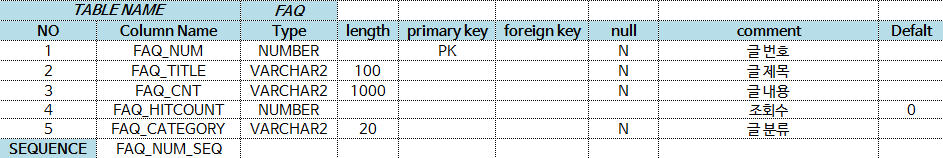 TABLE NAME FAQ
NO Column Name Type length primary key foreign key null comment Defalt
1 FAQ_NUM NUMBER PK N 글 번호
2 FAQ_TITLE VARCHAR2 100 N 글 제목
3 FAQ_CNT VARCHAR2 1000 N 글 내용
4 FAQ_HITCOUNT NUMBER 조회수 0
5 FAQ_CATEGORY VARCHAR2 20 N 글 분류
SEQUENCE FAQ_NUM_SEQ